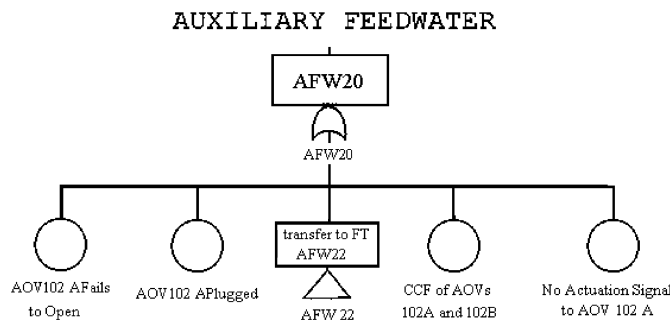 AUXILIARY FEEDWATER
AFW20
AFW20
transfer to FT
AFW22
AOV102 AFails
to Open
AOV102 APlugged
AFW 22
CCF of AOVs
102A and 102B
No Actuation Signal
to AOV 102 A